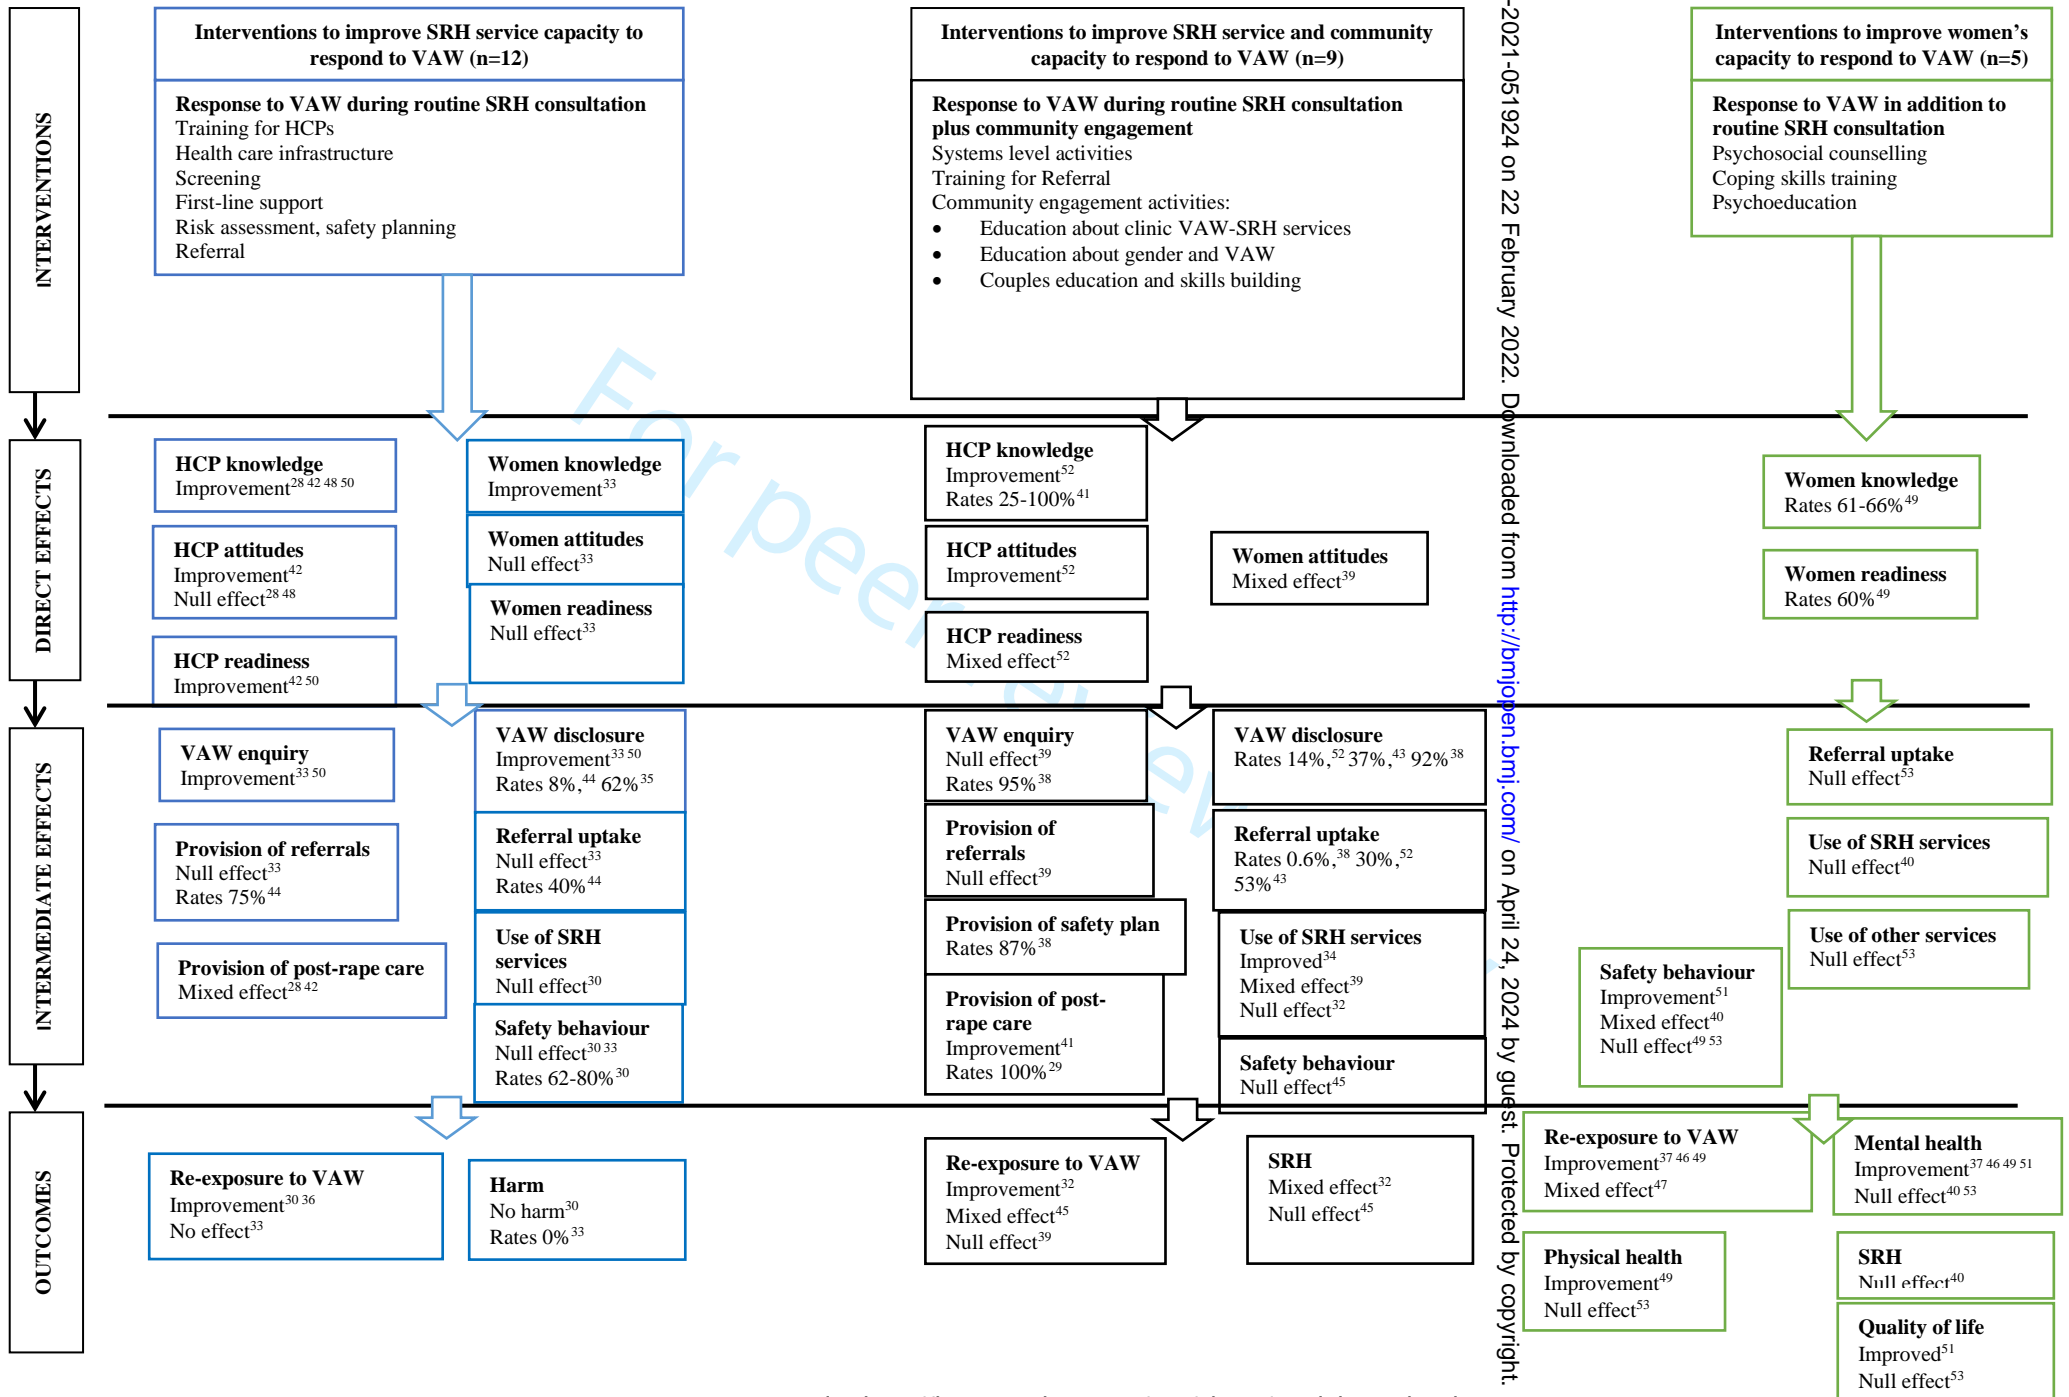 INTERVENTIONS
Interventions to improve SRH service capacity to
respond to VAW (n=12)
Response to VAW during routine SRH consultation
Training for HCPs
Health care infrastructure
Screening
First-line support
Risk assessment, safety planning
Referral
Interventions to improve SRH service and community
capacity to respond to VAW (n=9)
Response to VAW during routine SRH consultation
plus community engagement
Systems level activities
Training for Referral
Community engagement activities:
• Education about clinic VAW-SRH services
• Education about gender and VAW
• Couples education and skills building
Interventions to improve women's
capacity to respond to VAW (n=5)
Response to VAW in addition to
routine SRH consultation
Psychosocial counselling
Coping skills training
Psychoeducation
DIRECT EFFECTS
HCP knowledge
Improvement28 42 48 50
HCP attitudes
Improvement42
Null effect28 48
HCP readiness
Improvement42 50
Women knowledge
Improvement33
Women attitudes
Null effect33
Women readiness
Null effect33
HCP knowledge
Improvement52
Rates 25-100%41
HCP attitudes
Improvement52
HCP readiness
Mixed effect52
Women attitudes
Mixed effect39
Women knowledge
Rates 61-66%49
Women readiness
Rates 60%49
INTERMEDIATE EFFECTS
VAW enquiry
Improvement33 50
Provision of referrals
Null effect33
Rates 75%44
Provision of post-rape care
Mixed effect28 42
VAW disclosure
Improvement33 50
Rates 8%,44 62%35
Referral uptake
Null effect33
Rates 40%44
Use of SRH
services
Null effect30
Safety behaviour
Null effect30 33
Rates 62-80%30
VAW enquiry
Null effect39
Rates 95%38
Provision of
referrals
Null effect39
Provision of safety plan
Rates 87%38
Provision of post-
rape care
Improvement41
Rates 100%29
VAW disclosure
Rates 14%,52 37%,43 92%38
Referral uptake
Rates 0.6%,38 30%,52
53%43
Use of SRH services
Improved34
Mixed effect39
Null effect32
Safety behaviour
Null effect45
Referral uptake
Null effect53
Use of SRH services
Null effect40
Use of other services
Null effect53
Safety behaviour
Improvement51
Mixed effect40
Null effect49 53
OUTCOMES
Re-exposure to VAW
Improvement30 36
No effect33
Harm
No harm30
Rates 0%33
Re-exposure to VAW
Improvement32
Mixed effect45
Null effect39
SRH
Mixed effect32
Null effect45
Re-exposure to VAW
Improvement37 46 49
Mixed effect47
Mental health
Improvement37 46 49 51
Null effect40 53
Physical health
Improvement49
Null effect53
SRH
Null effect40
Quality of life
Improved51
Null effect53
For peer review
-2021-051924 on 22 February 2022. Downloaded from http://bmjopen.bmj.com/ on April 24, 2024 by guest. Protected by copyright.